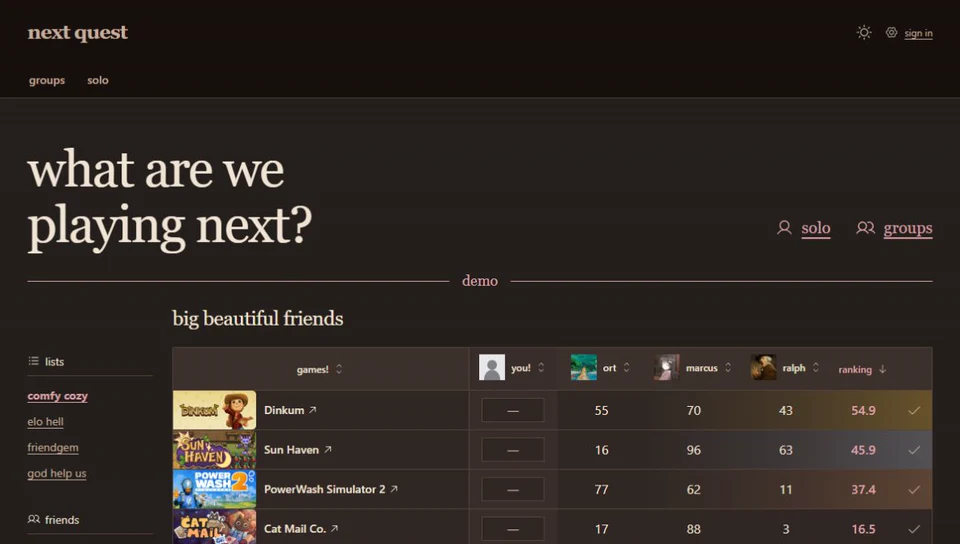 next quest
sign in
groups solo
what are we
playing next?
solo groups
demo
big beautiful friends
lists
comfy cozy
elo hell
friendgem
god help us
friends
games! you! ort marcus ralph ranking
DINKUM Dinkum — 55 70 43 54.9
SUN HAVEN Sun Haven — 16 96 63 45.9
POWER WASH 2 PowerWash Simulator 2 — 77 62 11 37.4
CAT MAIL CO. Cat Mail Co. — 17 88 3 16.5